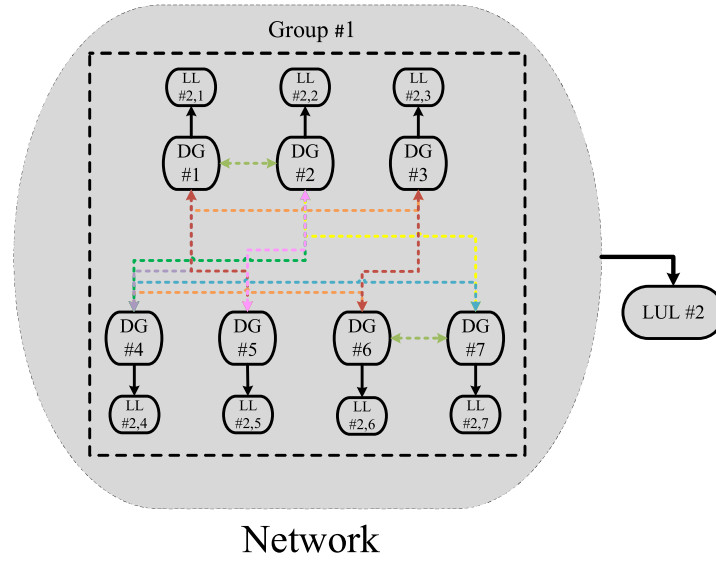 Group #1
LL
#2,1
LL
#2,2
LL
#2,3
DG
#1
DG
#2
DG
#3
DG
#4
DG
#5
DG
#6
DG
#7
LUL #2
LL
#2,4
LL
#2,5
LL
#2,6
LL
#2,7
Network